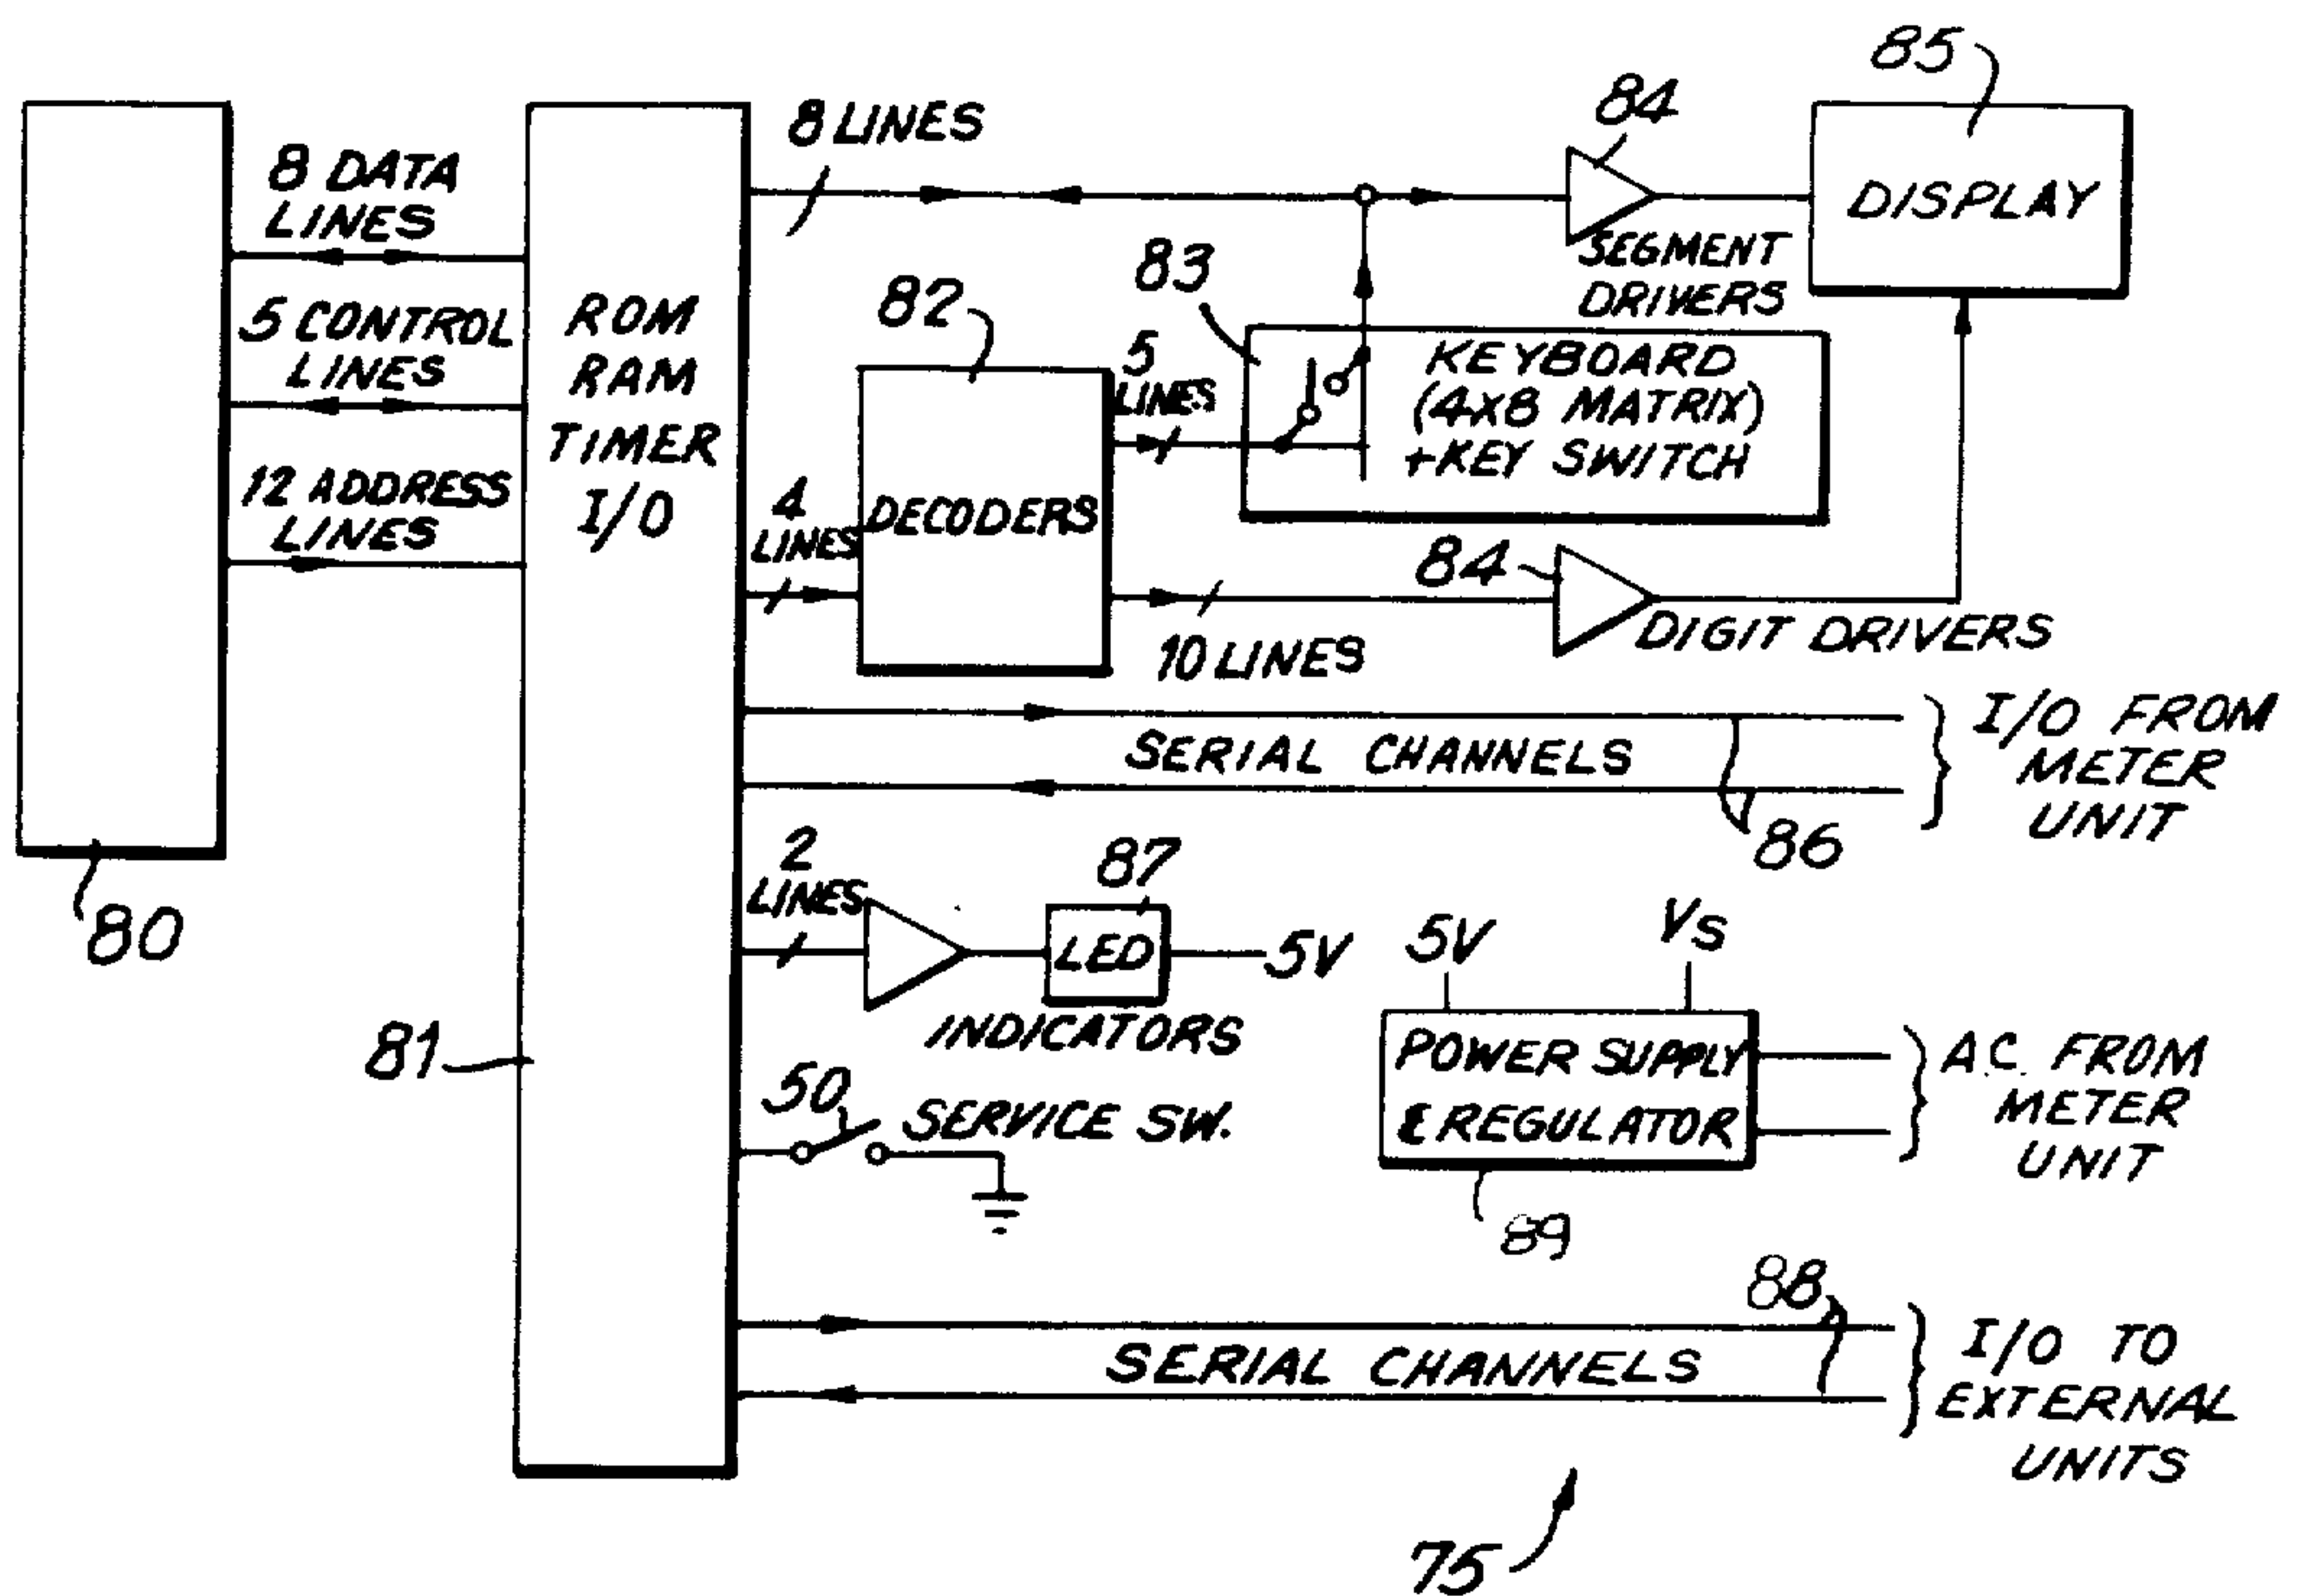 85
84
8 LINES
8 DATA
LINES
DISPLAY
SEGMENT
DRIVERS
83
82
5 CONTROL
LINES
ROM
RAM
TIMER
I/O
5
LINES
KEYBOARD
(4X8 MATRIX)
+KEY SWITCH
12 ADDRESS
LINES
4
LINES
DECODERS
84
DIGIT DRIVERS
10 LINES
SERIAL CHANNELS
I/O FROM
METER
UNIT
86
2
LINES
87
LED
5V
INDICATORS
80
5V
Vs
81
POWER SUPPLY
& REGULATOR
A.C. FROM
METER
UNIT
50
SERVICE SW.
89
88
SERIAL CHANNELS
I/O TO
EXTERNAL
UNITS
75